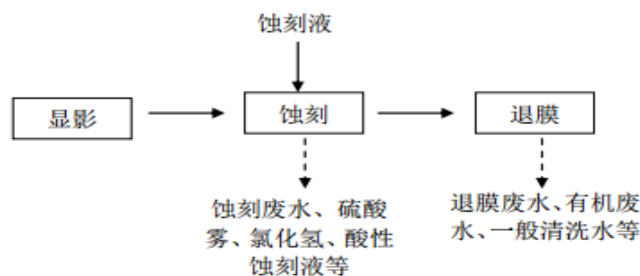 蚀刻液
显影
蚀刻
退膜
蚀刻废水、硫酸
雾、氯化氢、酸性
蚀刻液等
退膜废水、有机废
水、一般清洗水等